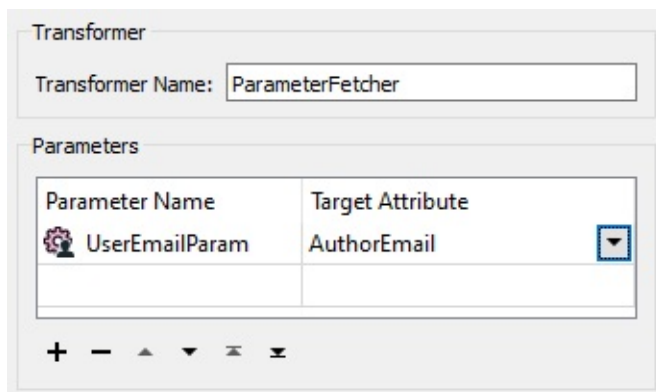 Transformer
Transformer Name: ParameterFetcher
Parameters
Parameter Name Target Attribute
UserEmailParam AuthorEmail